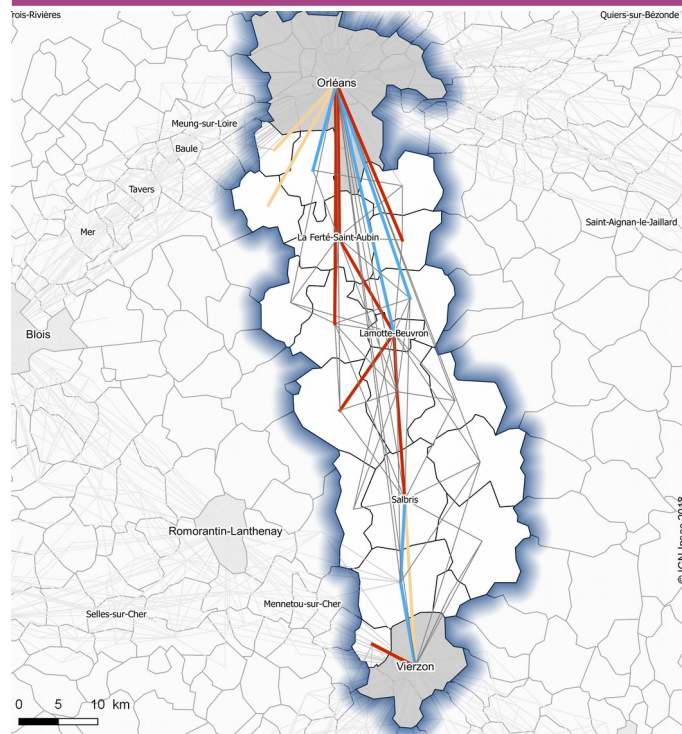 Trois-Rivières
Quiers-sur-Bézonde
Orléans
Meung-sur-Loire
Baule
Tavers
Mer
Saint-Aignan-le-Jaillard
La Ferté-Saint-Aubin
Blois
Lamotte-Beuvron
Salbris
Romorantin-Lanthenay
© IGN Insee 2018
Mennetou-sur-Cher
Selles-sur-Cher
Vierzon
0 5 10 km